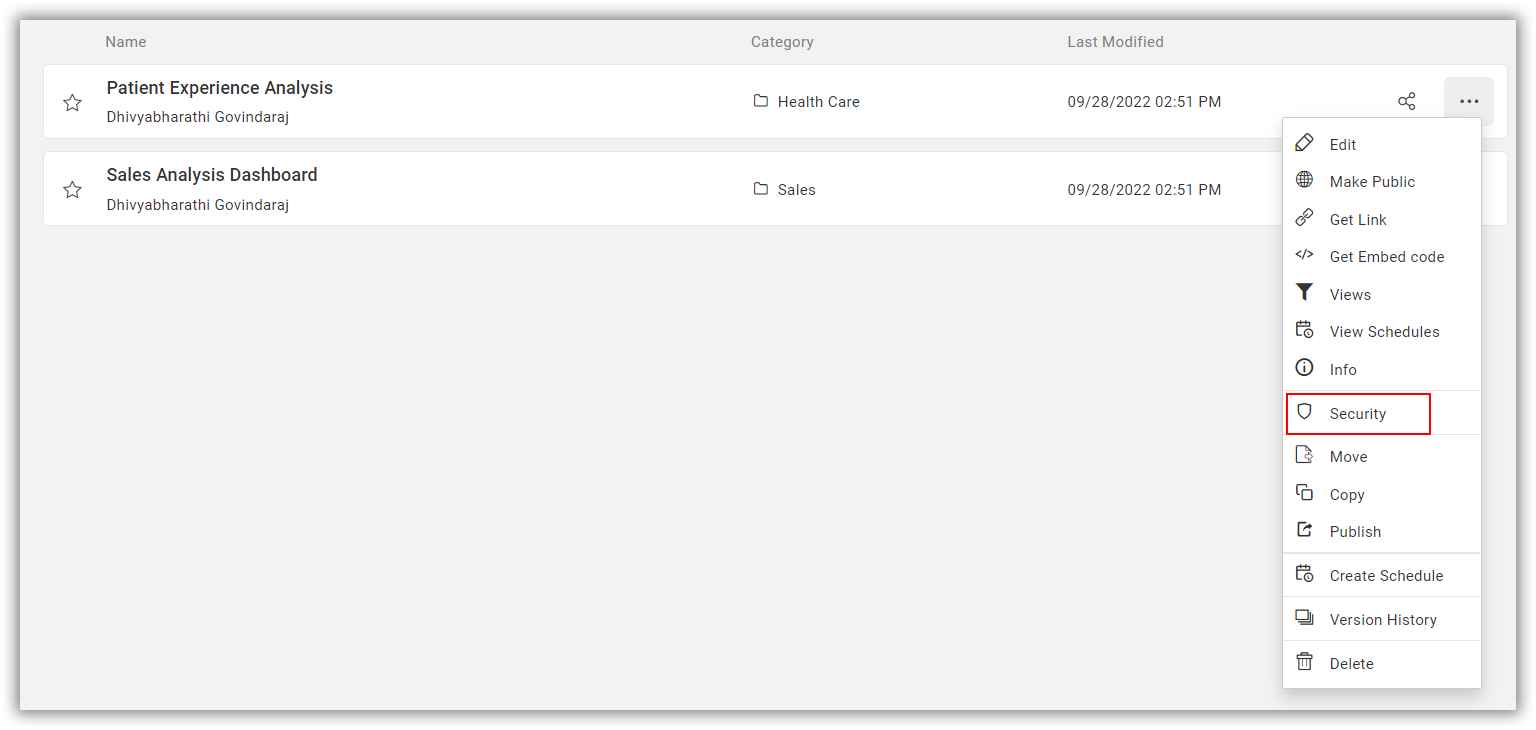 Name Category Last Modified
Patient Experience Analysis
Dhivyabharathi Govindaraj
Health Care
09/28/2022 02:51 PM
Sales Analysis Dashboard
Dhivyabharathi Govindaraj
Sales
09/28/2022 02:51 PM
Edit
Make Public
Get Link
Get Embed code
Views
View Schedules
Info
Security
Move
Copy
Publish
Create Schedule
Version History
Delete